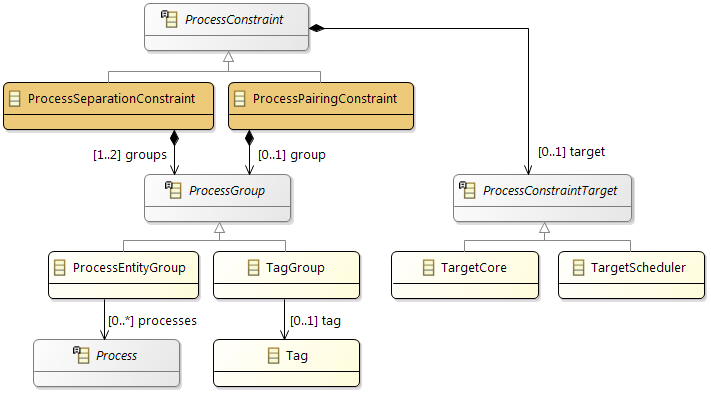 ProcessConstraint
ProcessSeparationConstraint
ProcessPairingConstraint
[1..2] groups
[0..1] group
[0..1] target
ProcessGroup
ProcessConstraintTarget
ProcessEntityGroup
TagGroup
TargetCore
TargetScheduler
[0..*] processes
[0..1] tag
Process
Tag